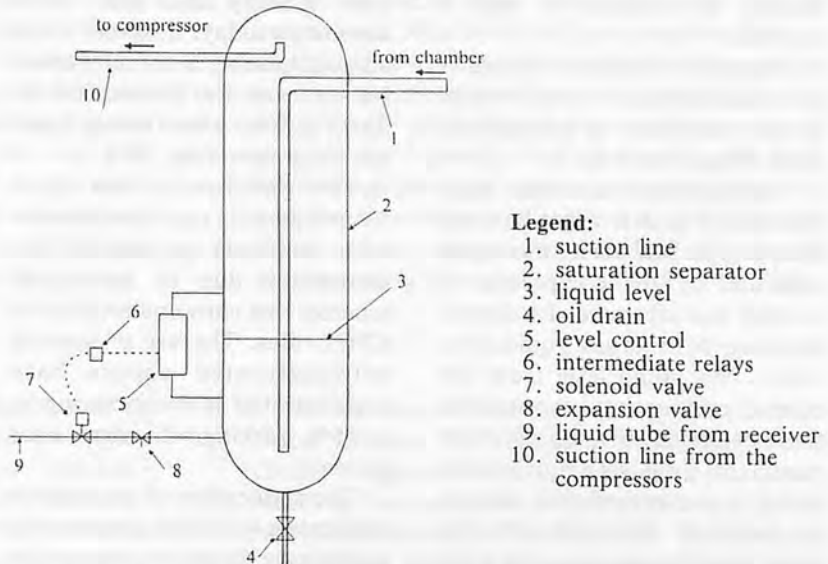 to compressor
from chamber
10
1
2
Legend:
1. suction line
2. saturation separator
3. liquid level
4. oil drain
5. level control
6. intermediate relays
7. soleroid valve
8. expansion valve
9. liquid tube from receiver
10. suction line from the
compressors
3
6
7
5
9
8
4